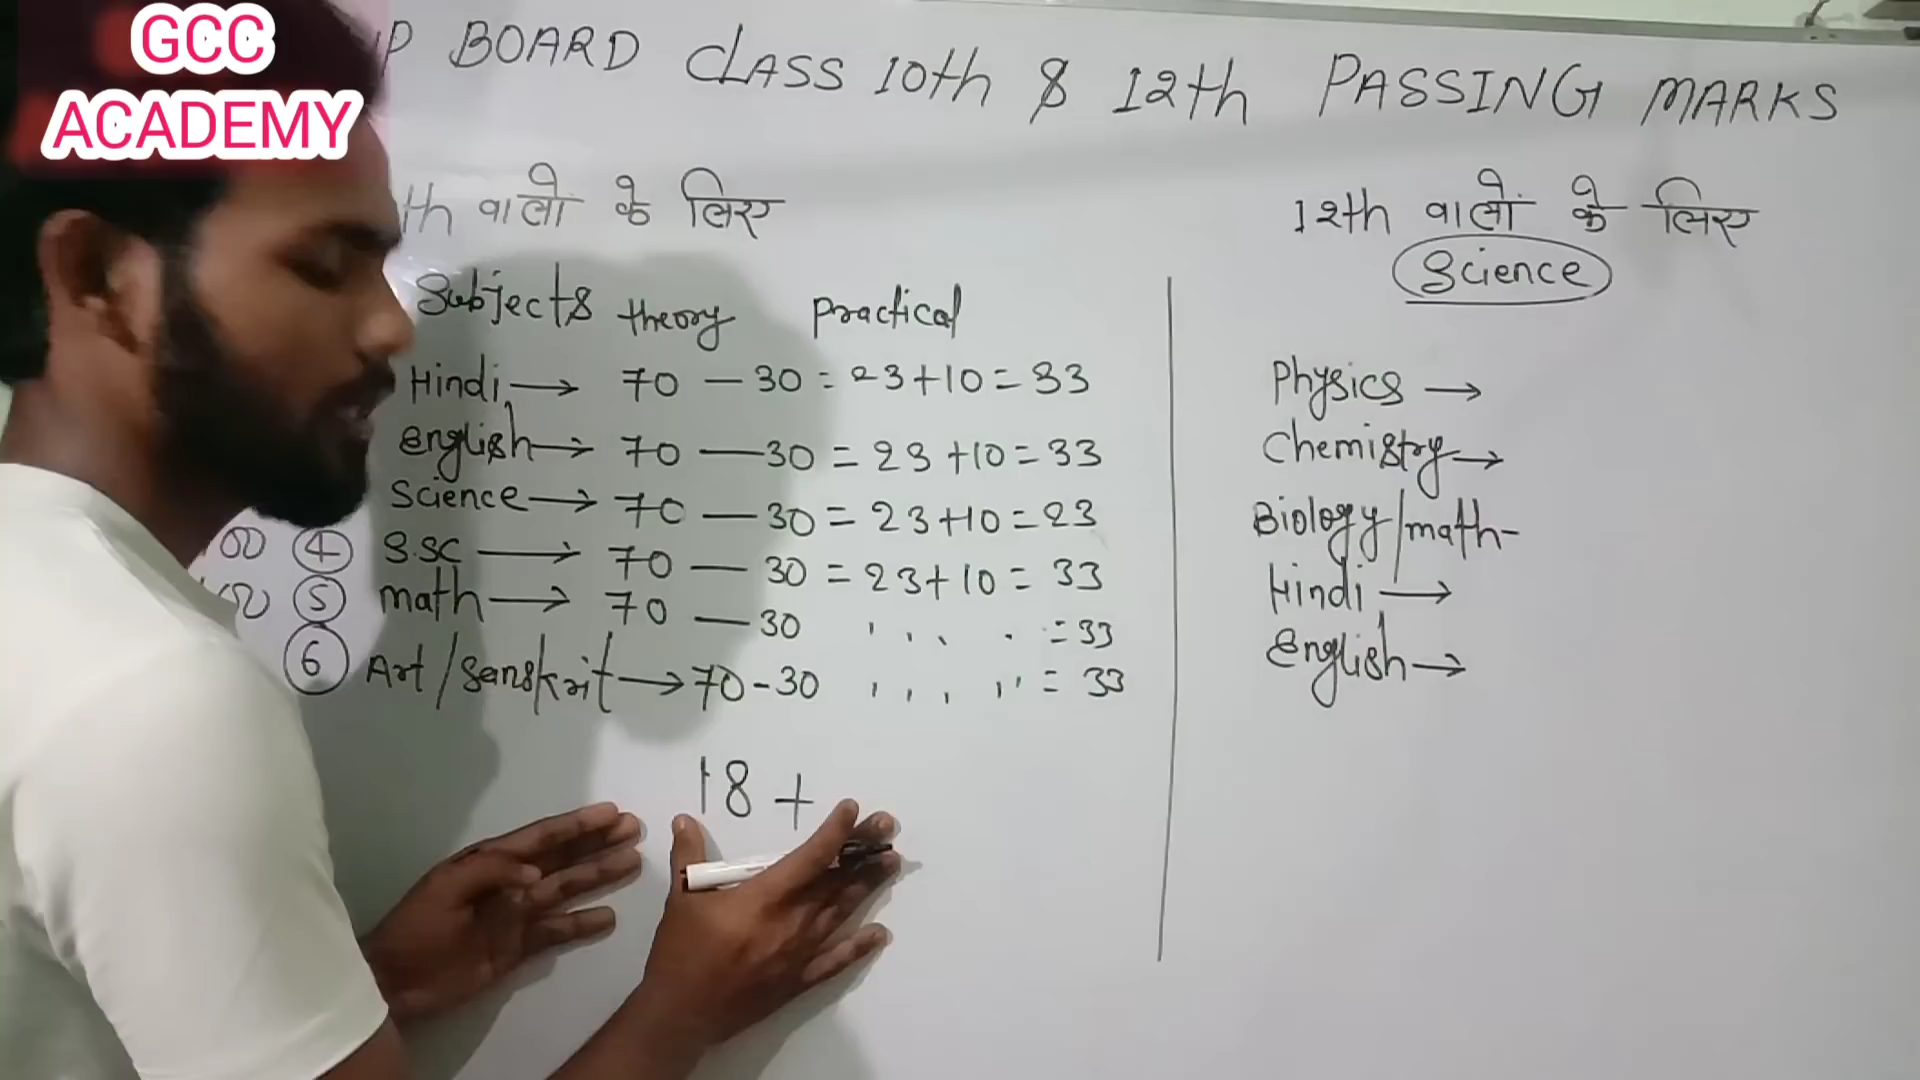 GCC
ACADEMY
P BOARD CLASS 10th & 12th PASSING MARKS
th वालो के लिए
Subjects theory Practical
Hindi → 70 — 30 = 23+10 = 33
English → 70 — 30 = 23 +10 = 33
Science → 70 — 30 = 23+10 = 23
④ S.SC → 70 — 30 = 23+10 = 33
⑤ math → 70 — 30 , , , . = 33
⑥ Art/Sanskrit → 70-30 , , , , , = 33
18 +
12th वालों के लिए
Science
Physics →
Chemistry →
Biology/math-
Hindi →
English →